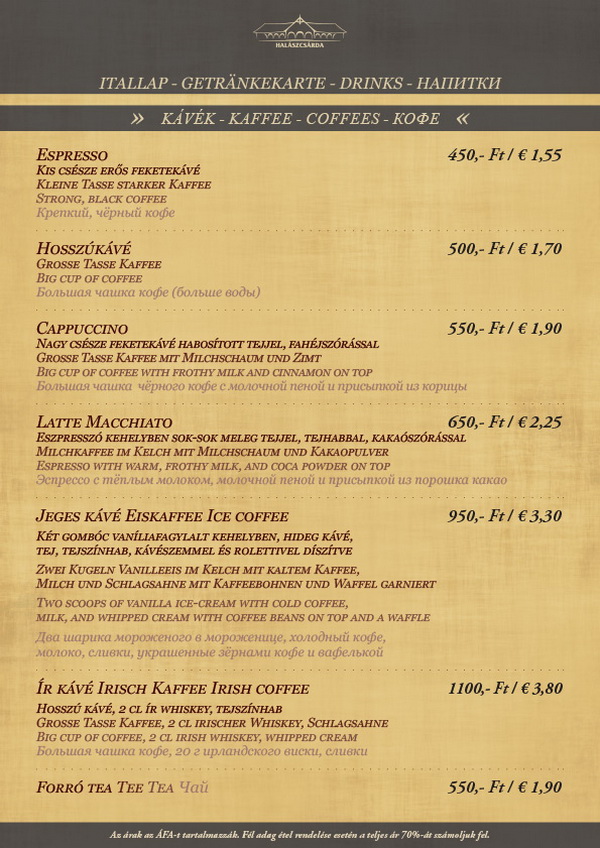 HALÁSZCSÁRDA
ITALLAP - GETRÄNKEKARTE - DRINKS - НАПИТКИ
» KÁVÉK - KAFFEE - COFFEES - КОФЕ «
ESPRESSO 450,- Ft / € 1,55
KIS CSÉSZE ERŐS FEKETEKÁVÉ
KLEINE TASSE STARKER KAFFEE
STRONG, BLACK COFFEE
Крепкий, чёрный кофе
HOSSZÚKÁVÉ 500,- Ft / € 1,70
GROSSE TASSE KAFFEE
BIG CUP OF COFFEE
Большая чашка кофе (больше воды)
CAPPUCCINO 550,- Ft / € 1,90
NAGY CSÉSZE FEKETEKÁVÉ HABOSÍTOTT TEJJEL, FAHÉJSZÓRÁSSAL
GROSSE TASSE KAFFEE MIT MILCHSCHAUM UND ZIMT
BIG CUP OF COFFEE WITH FROTHY MILK AND CINNAMON ON TOP
Большая чашка чёрного кофе с молочной пеной и присыпкой из корицы
LATTE MACCHIATO 650,- Ft / € 2,25
ESZPRESSZÓ KEHELYBEN SOK-SOK MELEG TEJJEL, TEJHABBAL, KAKAÓSZÓRÁSSAL
MILCHKAFFEE IM KELCH MIT MILCHSCHAUM UND KAKAOPULVER
ESPRESSO WITH WARM, FROTHY MILK, AND COCA POWDER ON TOP
Эспрессо с тёплым молоком, молочной пеной и присыпкой из порошка какао
JEGES KÁVÉ EISKAFFEE ICE COFFEE 950,- Ft / € 3,30
KÉT GOMBÓC VANÍLIAFAGYLALT KEHELYBEN, HIDEG KÁVÉ,
TEJ, TEJSZÍNHAB, KÁVÉSZEMMEL ÉS ROLETTIVEL DÍSZÍTVE
ZWEI KUGELN VANILLEEIS IM KELCH MIT KALTEM KAFFEE,
MILCH UND SCHLAGSAHNE MIT KAFFEEBOHNEN UND WAFFEL GARNIERT
TWO SCOOPS OF VANILLA ICE-CREAM WITH COLD COFFEE,
MILK, AND WHIPPED CREAM WITH COFFEE BEANS ON TOP AND A WAFFLE
Два шарика мороженого в мороженице, холодный кофе,
молоко, сливки, украшенные зёрнами кофе и вафелькой
ÍR KÁVÉ IRISCH KAFFEE IRISH COFFEE 1100,- Ft / € 3,80
HOSSZÚ KÁVÉ, 2 CL ÍR WHISKEY, TEJSZÍNHAB
GROSSE TASSE KAFFEE, 2 CL IRISCHER WHISKEY, SCHLAGSAHNE
BIG CUP OF COFFEE, 2 CL IRISH WHISKEY, WHIPPED CREAM
Большая чашка кофе, 20 г ирландского виски, сливки
FORRÓ TEA TEE TEA Чай 550,- Ft / € 1,90
Az árak az ÁFA-t tartalmazzák. Fél adag étel rendelése esetén a teljes ár 70%-át számoljuk fel.